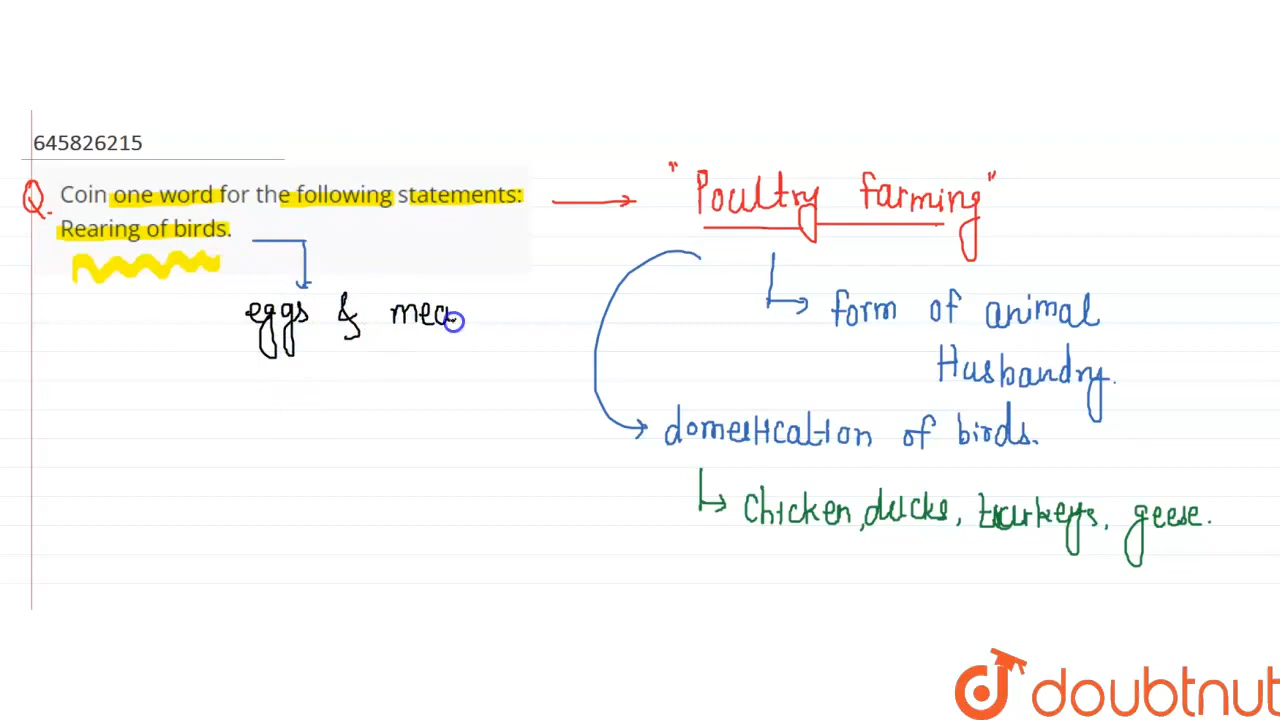 645826215
Q. Coin one word for the following statements:
Rearing of birds.
eggs & mea
"Poultry farming"
form of animal
Husbandry.
domestication of birds.
Chicken, ducks, turkeys, geese.
doubtnut